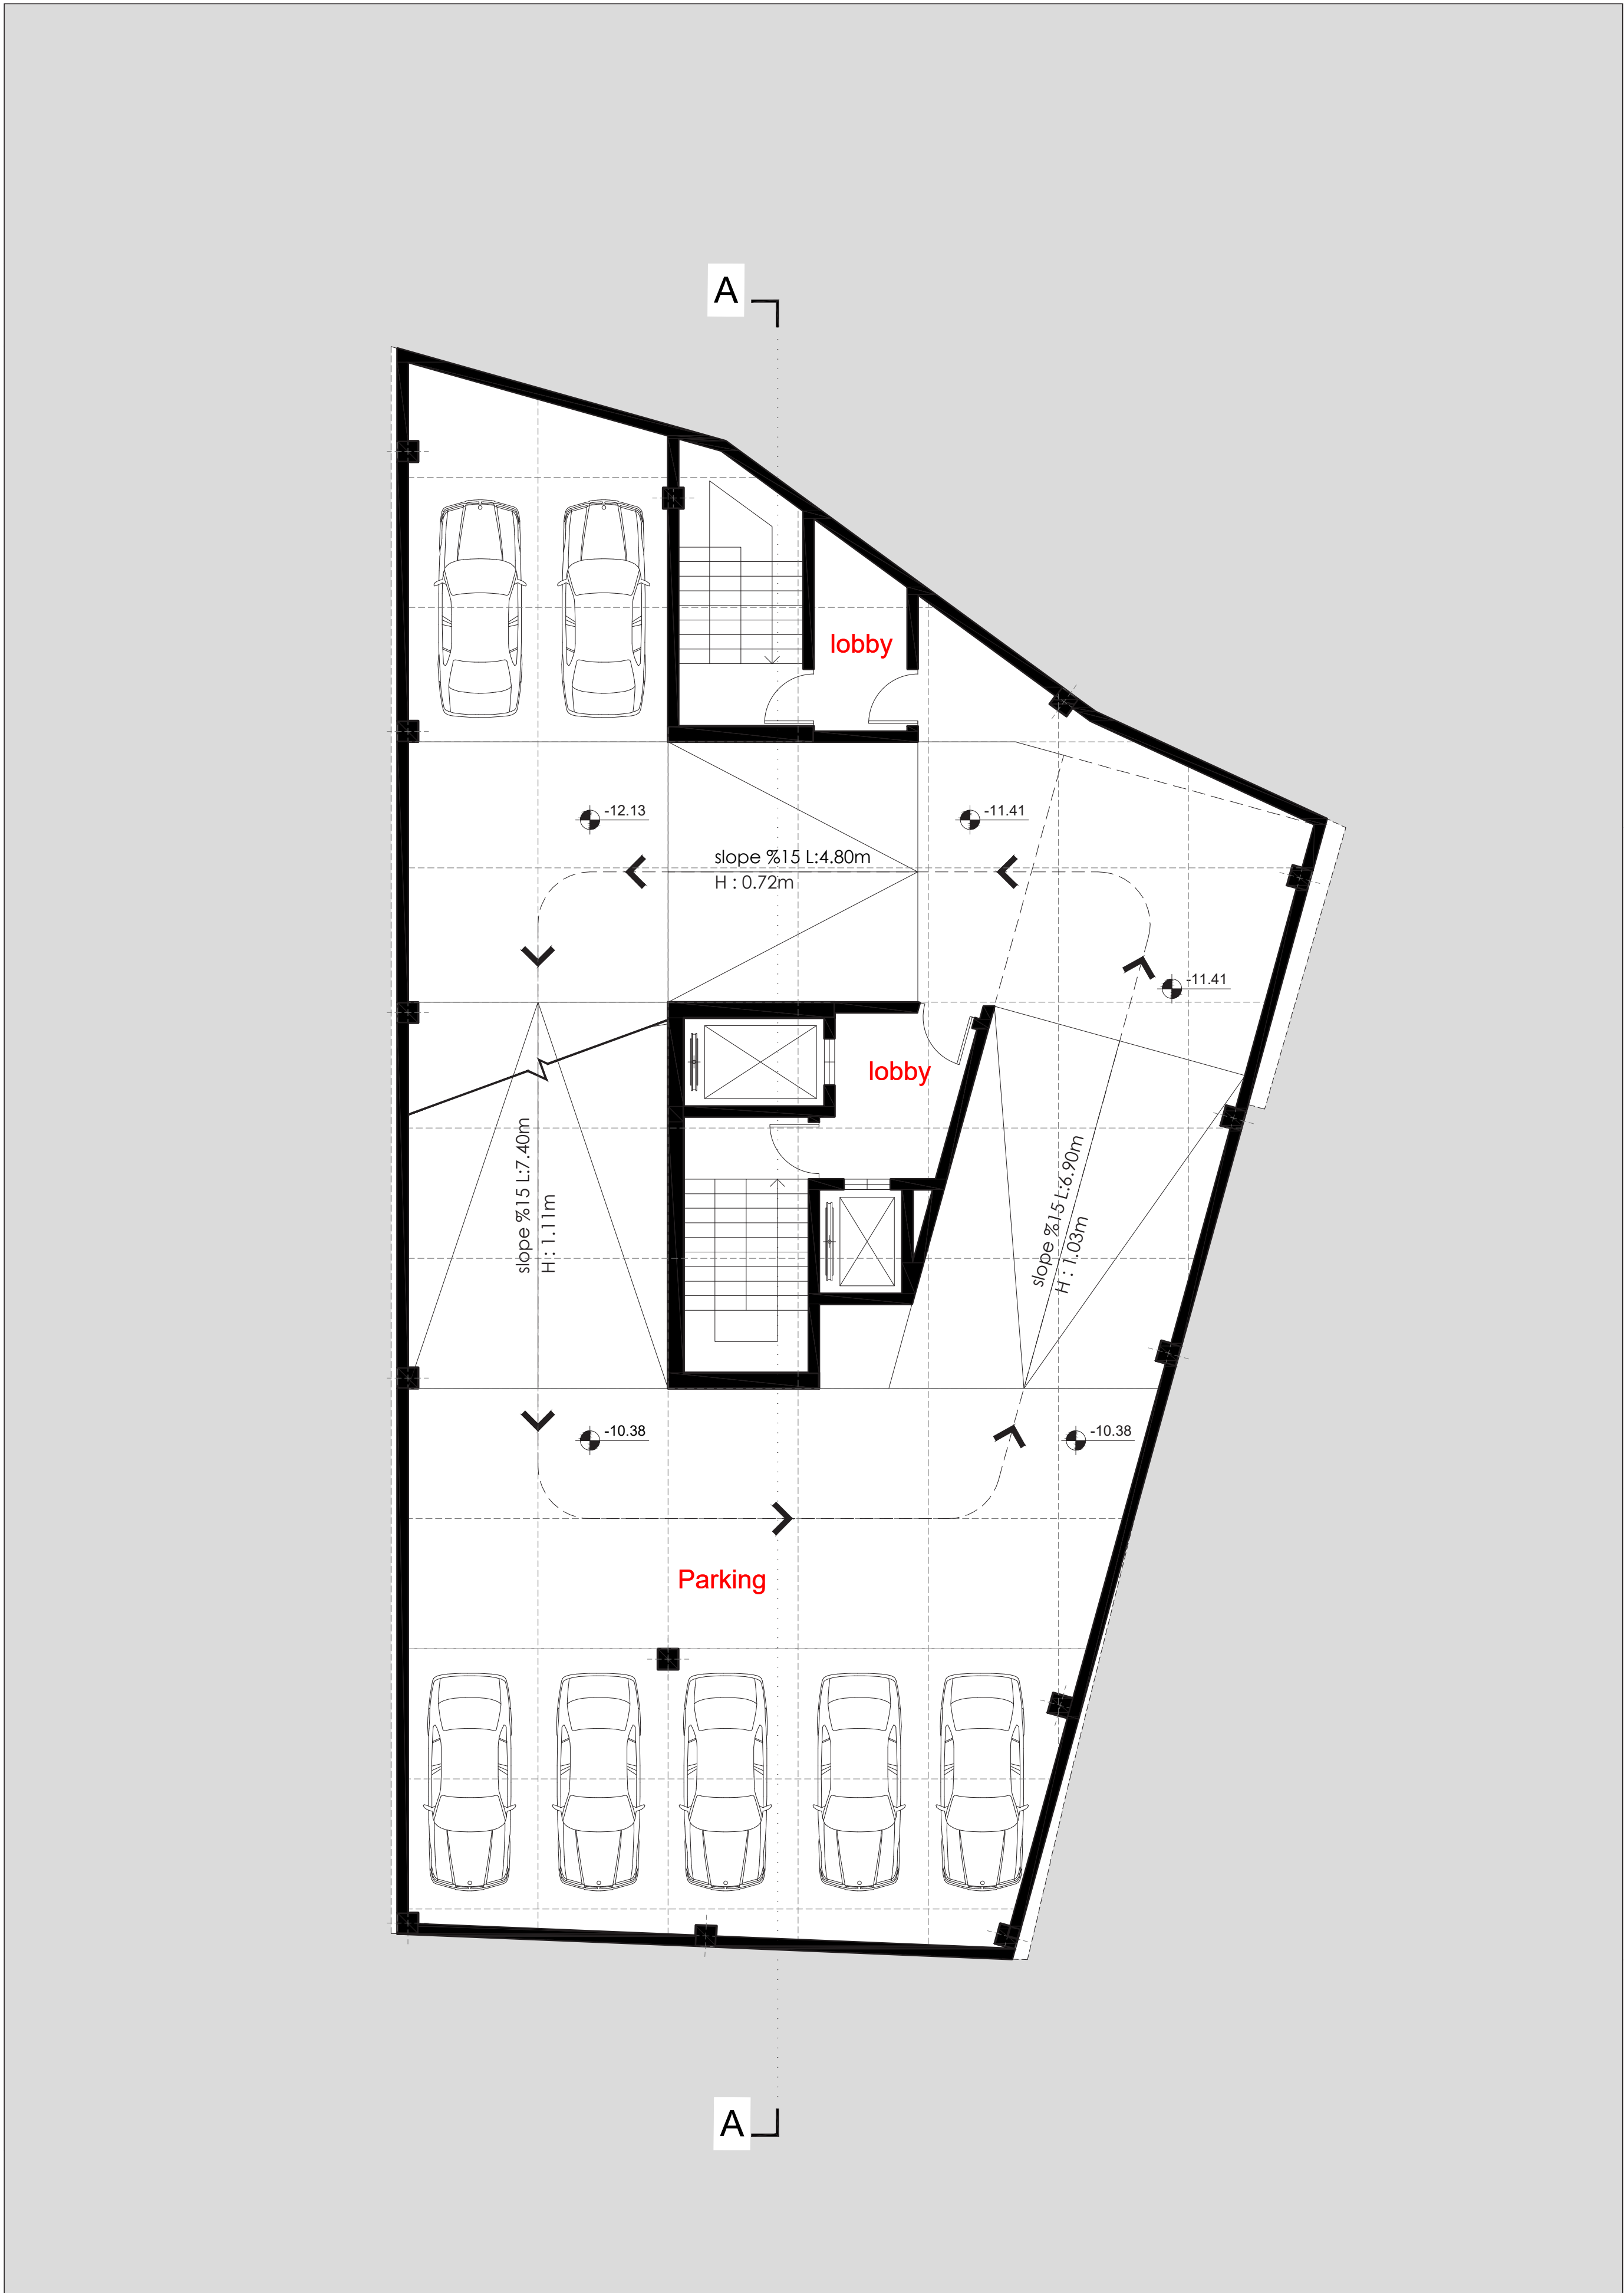 A
lobby
-12.13
-11.41
slope %15 L:4.80m
H : 0.72m
-11.41
lobby
slope %15 L:7.40m
H : 1.11m
slope %15 L:6.90m
H : 1.03m
-10.38
-10.38
Parking
A